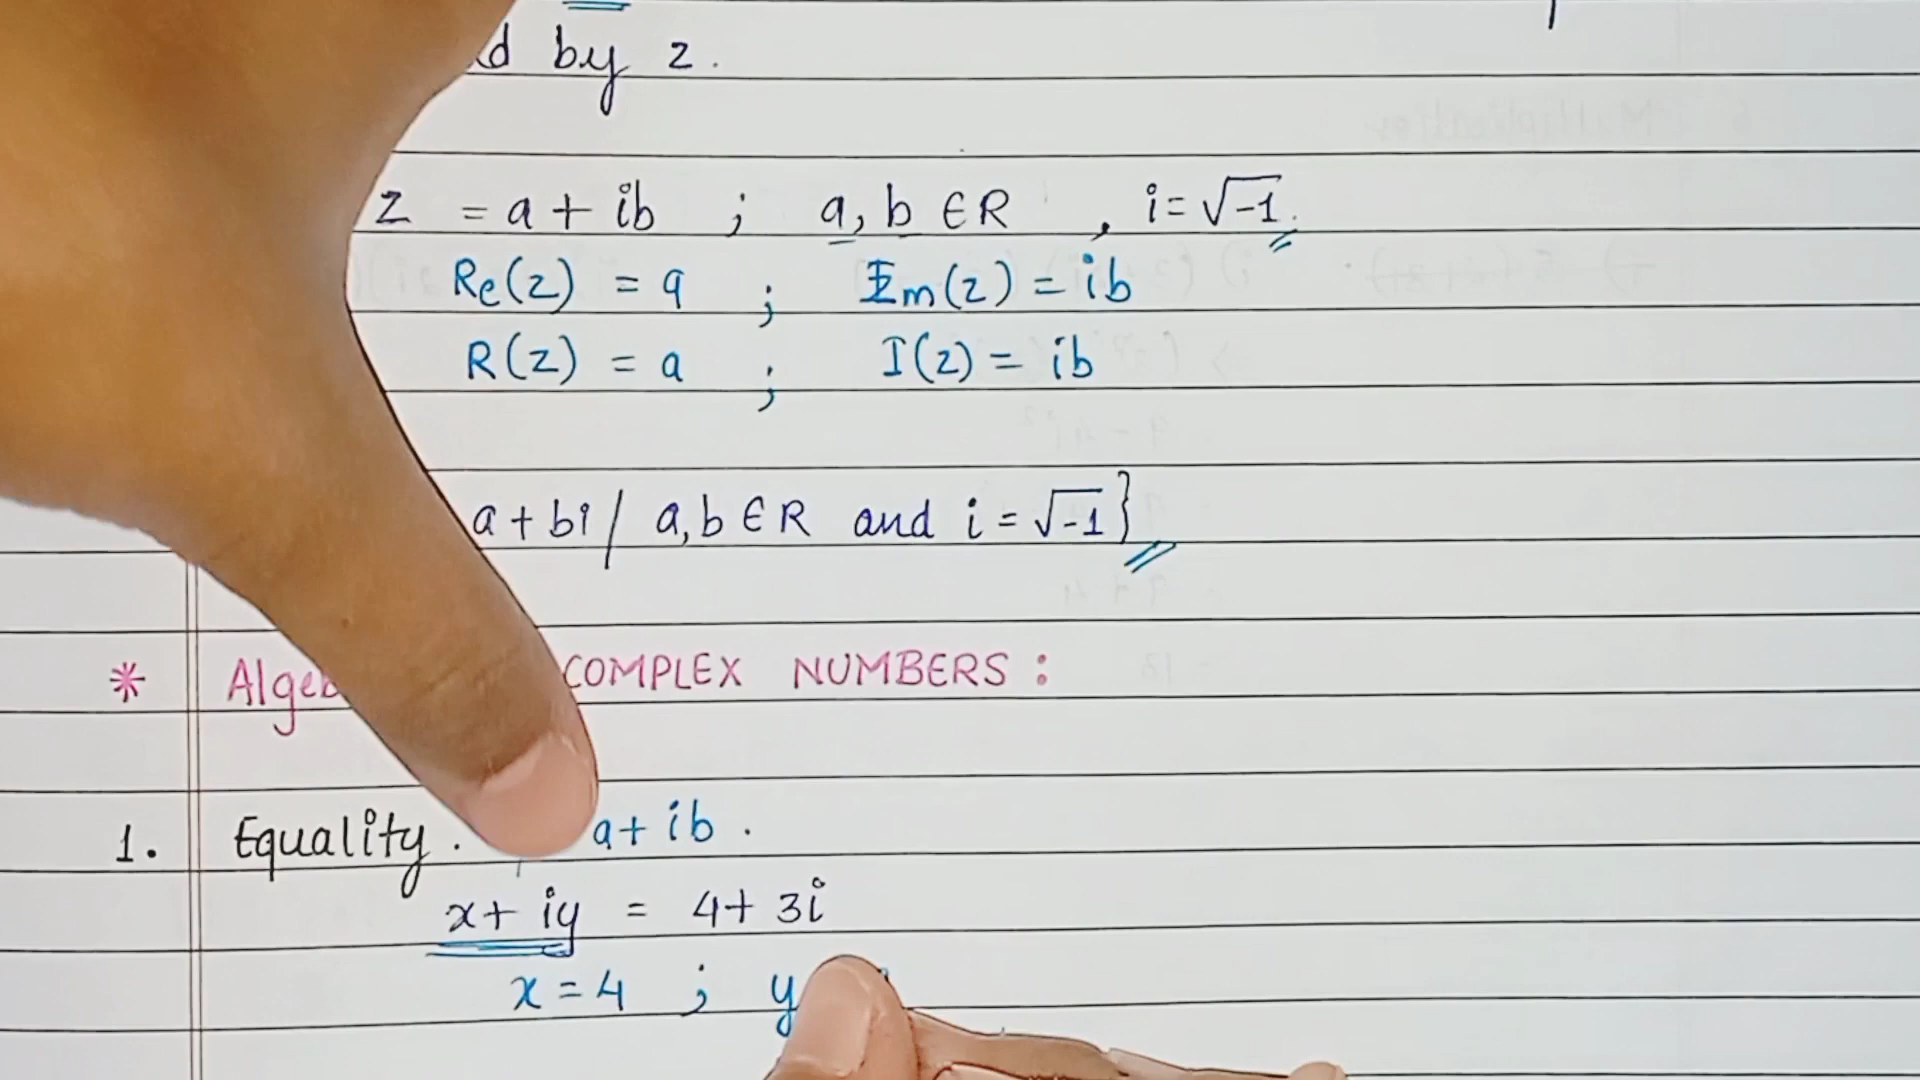 by z.
z = a + ib ; a, b ∈ R , i = √-1.
Re(z) = a ; Im(z) = ib
R(z) = a ; I(z) = ib
a + bi / a, b ∈ R and i = √-1}
* COMPLEX NUMBERS :
1. Equality. a + ib .
x + iy = 4 + 3i
x = 4 ; y